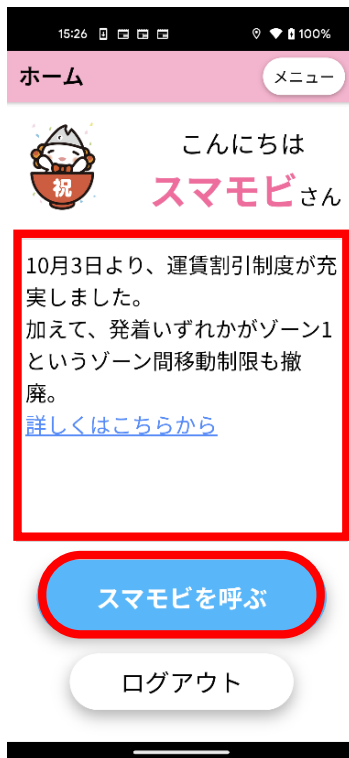 15:26
100%
ホーム
メニュー
祝
こんにちは
スマモビさん
10月3日より、運賃割引制度が充
実しました。
加えて、発着いずれかがゾーン1
というゾーン間移動制限も撤
廃。
詳しくはこちらから
スマモビを呼ぶ
ログアウト